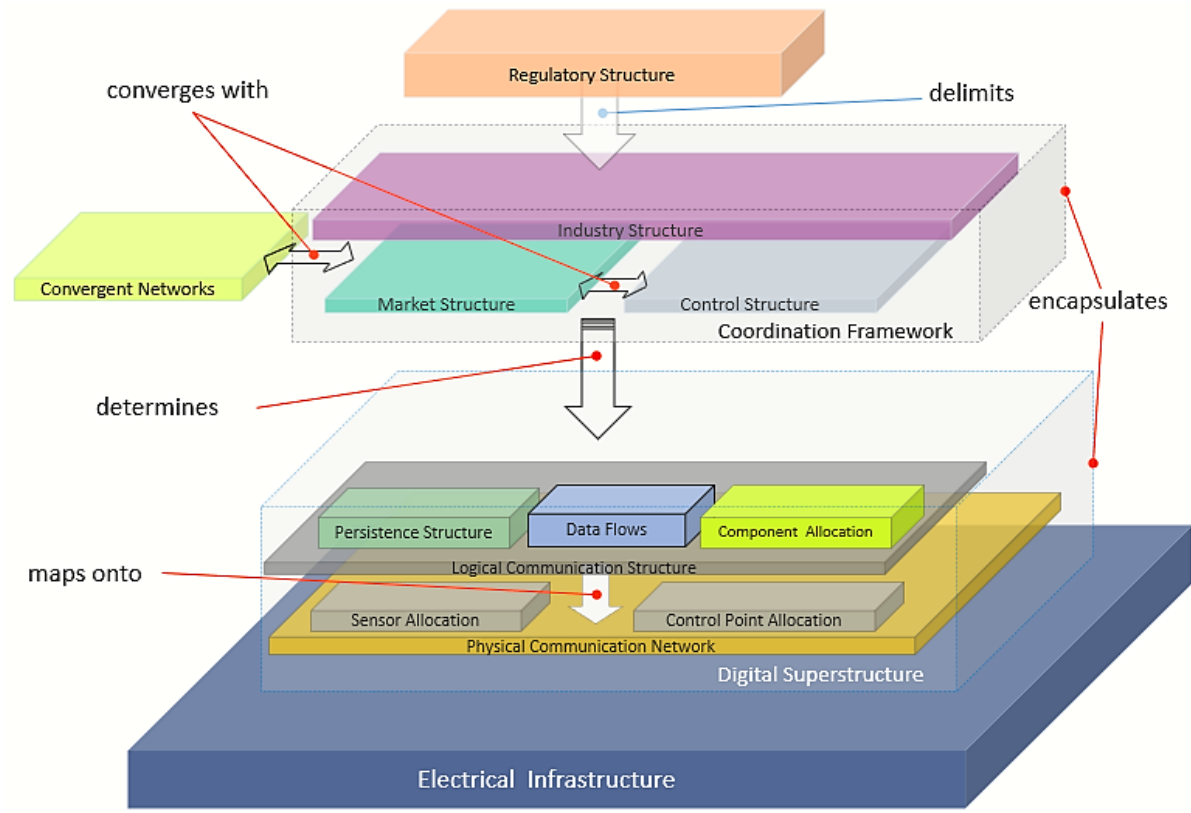 Regulatory Structure
converges with
delimits
Industry Structure
Convergent Networks
Market Structure
Control Structure
encapsulates
Coordination Framework
determines
Persistence Structure
Data Flows
Component Allocation
Logical Communication Structure
maps onto
Sensor Allocation
Control Point Allocation
Physical Communication Network
Digital Superstructure
Electrical Infrastructure